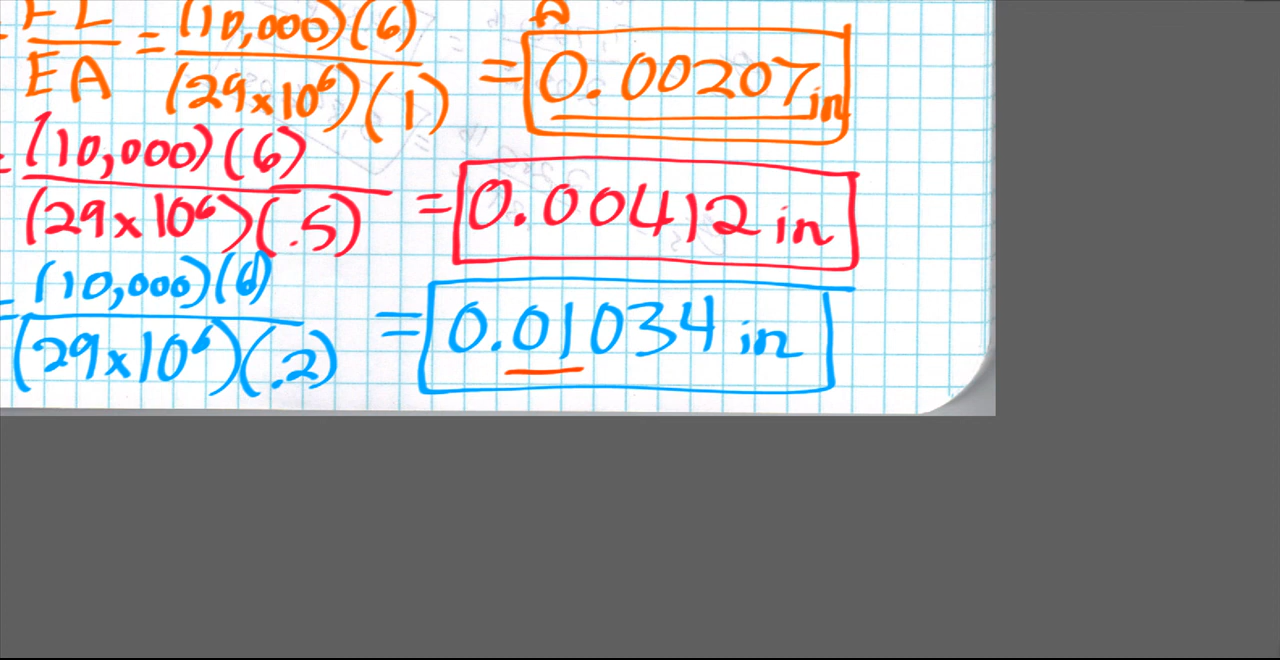 FL/EA = (10,000)(6)/(29x10⁶)(1) = 0.00207 in
= (10,000)(6)/(29x10⁶)(.5) = 0.00412 in
= (10,000)(6)/(29x10⁶)(.2) = 0.01034 in